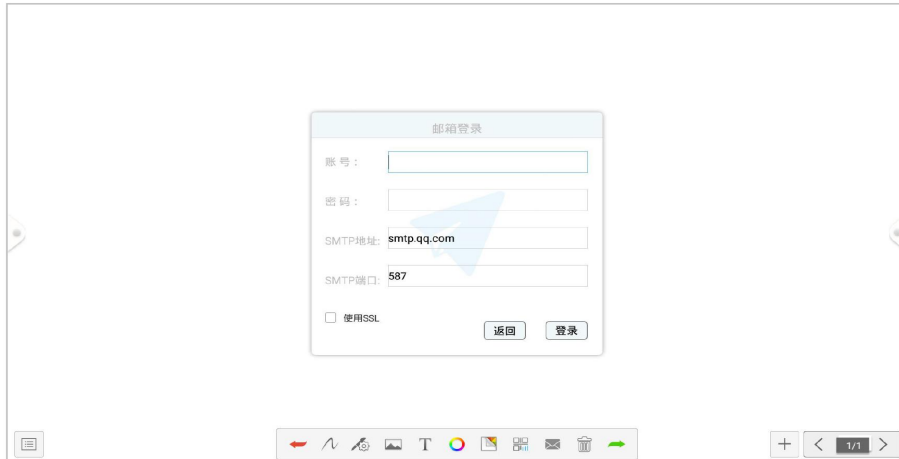 邮箱登录
账号：
密码：
SMTP地址: smtp.qq.com
SMTP端口: 587
使用SSL
返回 登录
T
1/1